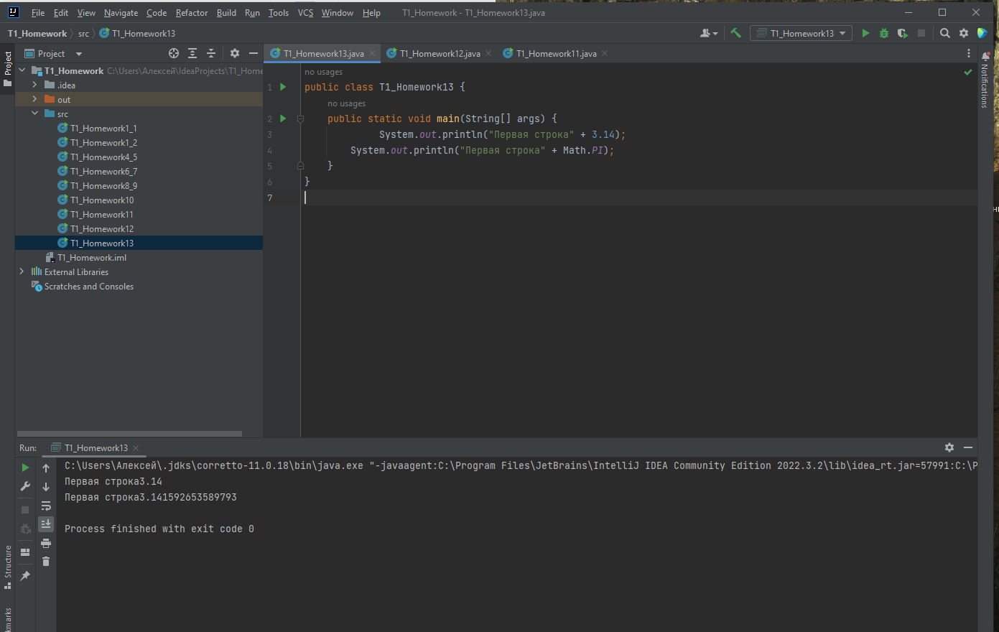 File Edit View Navigate Code Refactor Build Run Tools VCS Window Help T1_Homework - T1_Homework13.java
T1_Homework src T1_Homework13 T1_Homework13
Project
Project
T1_Homework13.java T1_Homework12.java T1_Homework11.java
Notifications
T1_Homework C:\Users\Алексей\IdeaProjects\T1_Home
.idea
out
src
T1_Homework1_1
T1_Homework1_2
T1_Homework4_5
T1_Homework6_7
T1_Homework8_9
T1_Homework10
T1_Homework11
T1_Homework12
T1_Homework13
T1_Homework.iml
External Libraries
Scratches and Consoles
no usages
1 public class T1_Homework13 {
no usages
2 public static void main(String[] args) {
3 System.out.println("Первая строка" + 3.14);
4 System.out.println("Первая строка" + Math.PI);
5 }
6 }
7
Run: T1_Homework13
C:\Users\Алексей\.jdks\corretto-11.0.18\bin\java.exe "-javaagent:C:\Program Files\JetBrains\IntelliJ IDEA Community Edition 2022.3.2\lib\idea_rt.jar=57991:C:\P
Первая строка3.14
Первая строка3.141592653589793
Process finished with exit code 0
Structure
kmarks